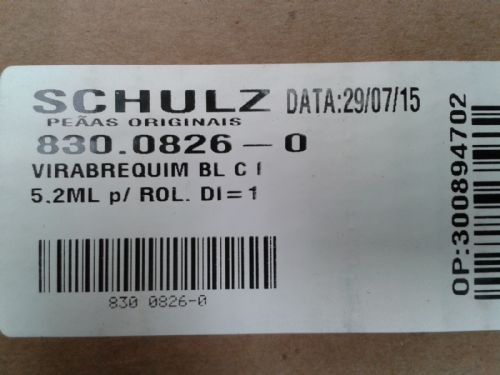 SCHULZ DATA:29/07/15
PEÃAS ORIGINAIS
830.0826-0
VIRABREQUIM BL C I
5.2ML p/ ROL. DI=1
830 0826-0
OP:300894702